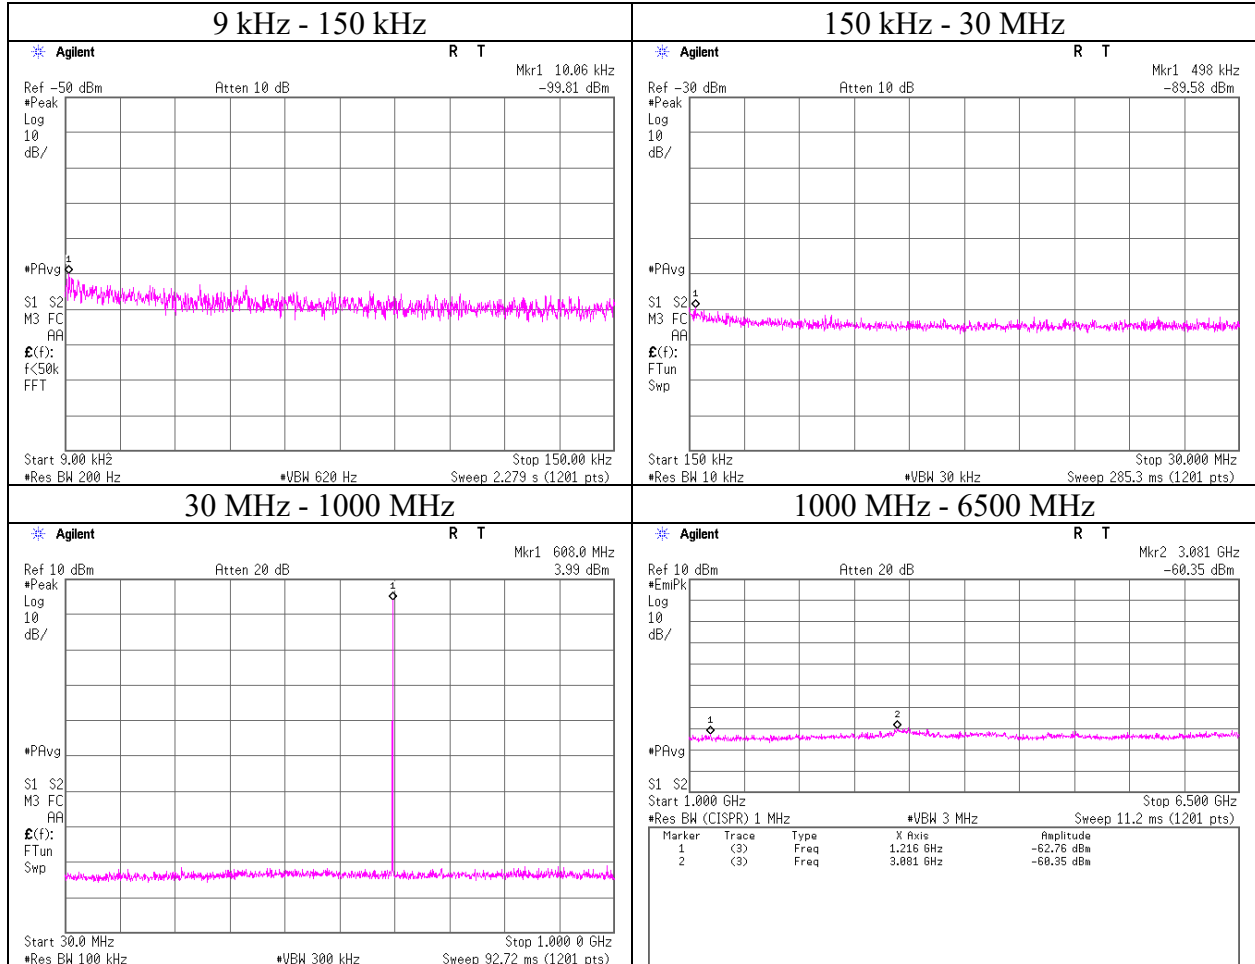 9 kHz - 150 kHz
Agilent R T
Mkr1 10.06 kHz
Ref -50 dBm Atten 10 dB -99.81 dBm
#Peak
Log
10
dB/
1
#PAvg
S1 S2
M3 FC
AA
£(f):
f<50k
FFT
Start 9.00 kHz Stop 150.00 kHz
#Res BW 200 Hz #VBW 620 Hz Sweep 2.279 s (1201 pts)
150 kHz - 30 MHz
Agilent R T
Mkr1 498 kHz
Ref -30 dBm Atten 10 dB -89.58 dBm
#Peak
Log
10
dB/
#PAvg
1
S1 S2
M3 FC
AA
£(f):
FTun
Swp
Start 150 kHz Stop 30.000 MHz
#Res BW 10 kHz #VBW 30 kHz Sweep 285.3 ms (1201 pts)
30 MHz - 1000 MHz
Agilent R T
Mkr1 608.0 MHz
Ref 10 dBm Atten 20 dB 3.99 dBm
#Peak
1
Log
10
dB/
#PAvg
S1 S2
M3 FC
AA
£(f):
FTun
Swp
Start 30.0 MHz Stop 1.000 0 GHz
#Res BW 100 kHz #VBW 300 kHz Sweep 92.72 ms (1201 pts)
1000 MHz - 6500 MHz
Agilent R T
Mkr2 3.081 GHz
Ref 10 dBm Atten 20 dB -60.35 dBm
#EmiPk
Log
10
dB/
1 2
#PAvg
S1 S2
Start 1.000 GHz Stop 6.500 GHz
#Res BW (CISPR) 1 MHz #VBW 3 MHz Sweep 11.2 ms (1201 pts)
Marker Trace Type X Axis Amplitude
1 (3) Freq 1.216 GHz -62.76 dBm
2 (3) Freq 3.081 GHz -60.35 dBm